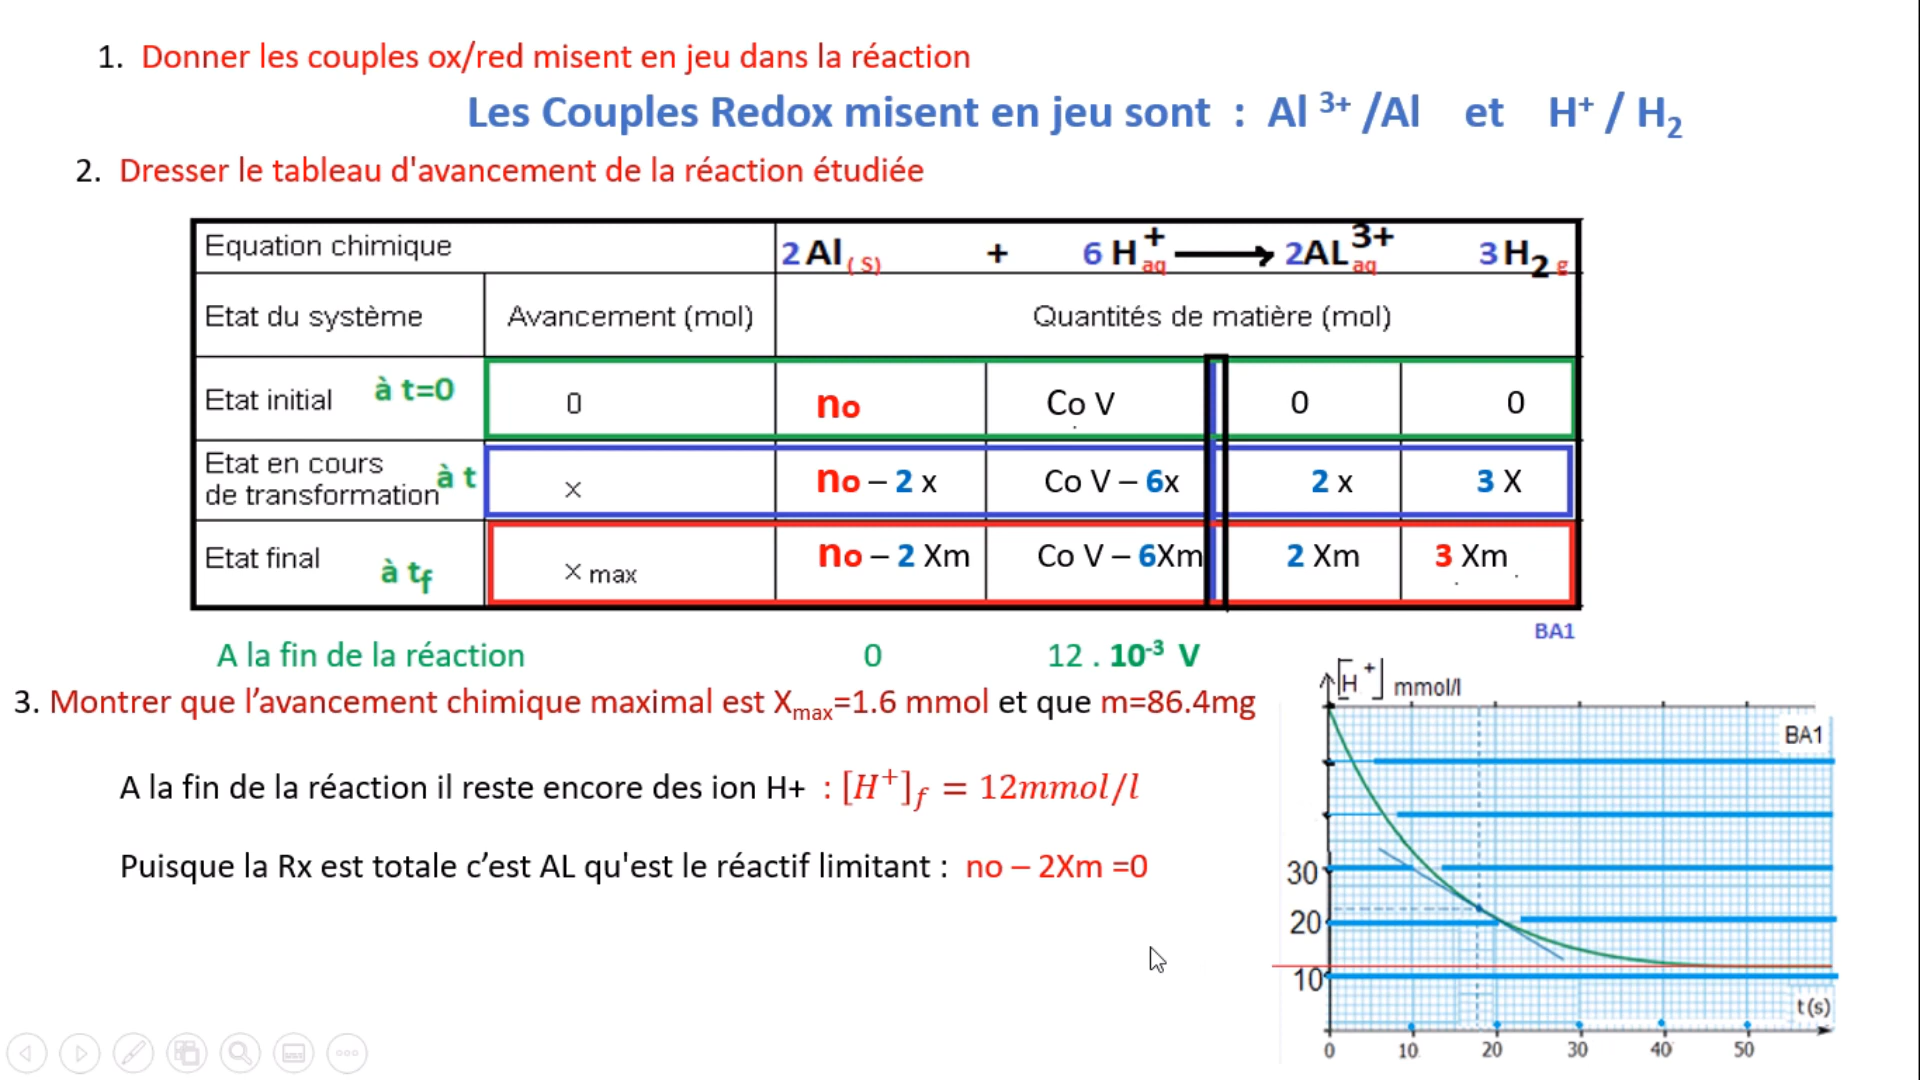 1. Donner les couples ox/red misent en jeu dans la réaction
Les Couples Redox misent en jeu sont : Al ³⁺ /Al et H⁺ / H₂
2. Dresser le tableau d'avancement de la réaction étudiée
Equation chimique 2 Al ( S) + 6 H + aq ⟶ 2AL 3+ aq 3 H₂ g
Etat du système Avancement (mol) Quantités de matière (mol)
Etat initial à t=0 0 no Co V 0 0
Etat en cours de transformation à t x no – 2 x Co V – 6x 2 x 3 X
Etat final à tf x max no – 2 Xm Co V – 6Xm 2 Xm 3 Xm
BA1
A la fin de la réaction 0 12 . 10⁻³ V
3. Montrer que l’avancement chimique maximal est Xmax=1.6 mmol et que m=86.4mg
A la fin de la réaction il reste encore des ion H+ : [H⁺]f = 12mmol/l
Puisque la Rx est totale c’est AL qu'est le réactif limitant : no – 2Xm =0
[H +] mmol/l
BA1
30
20
10
t(s)
0 10 20 30 40 50